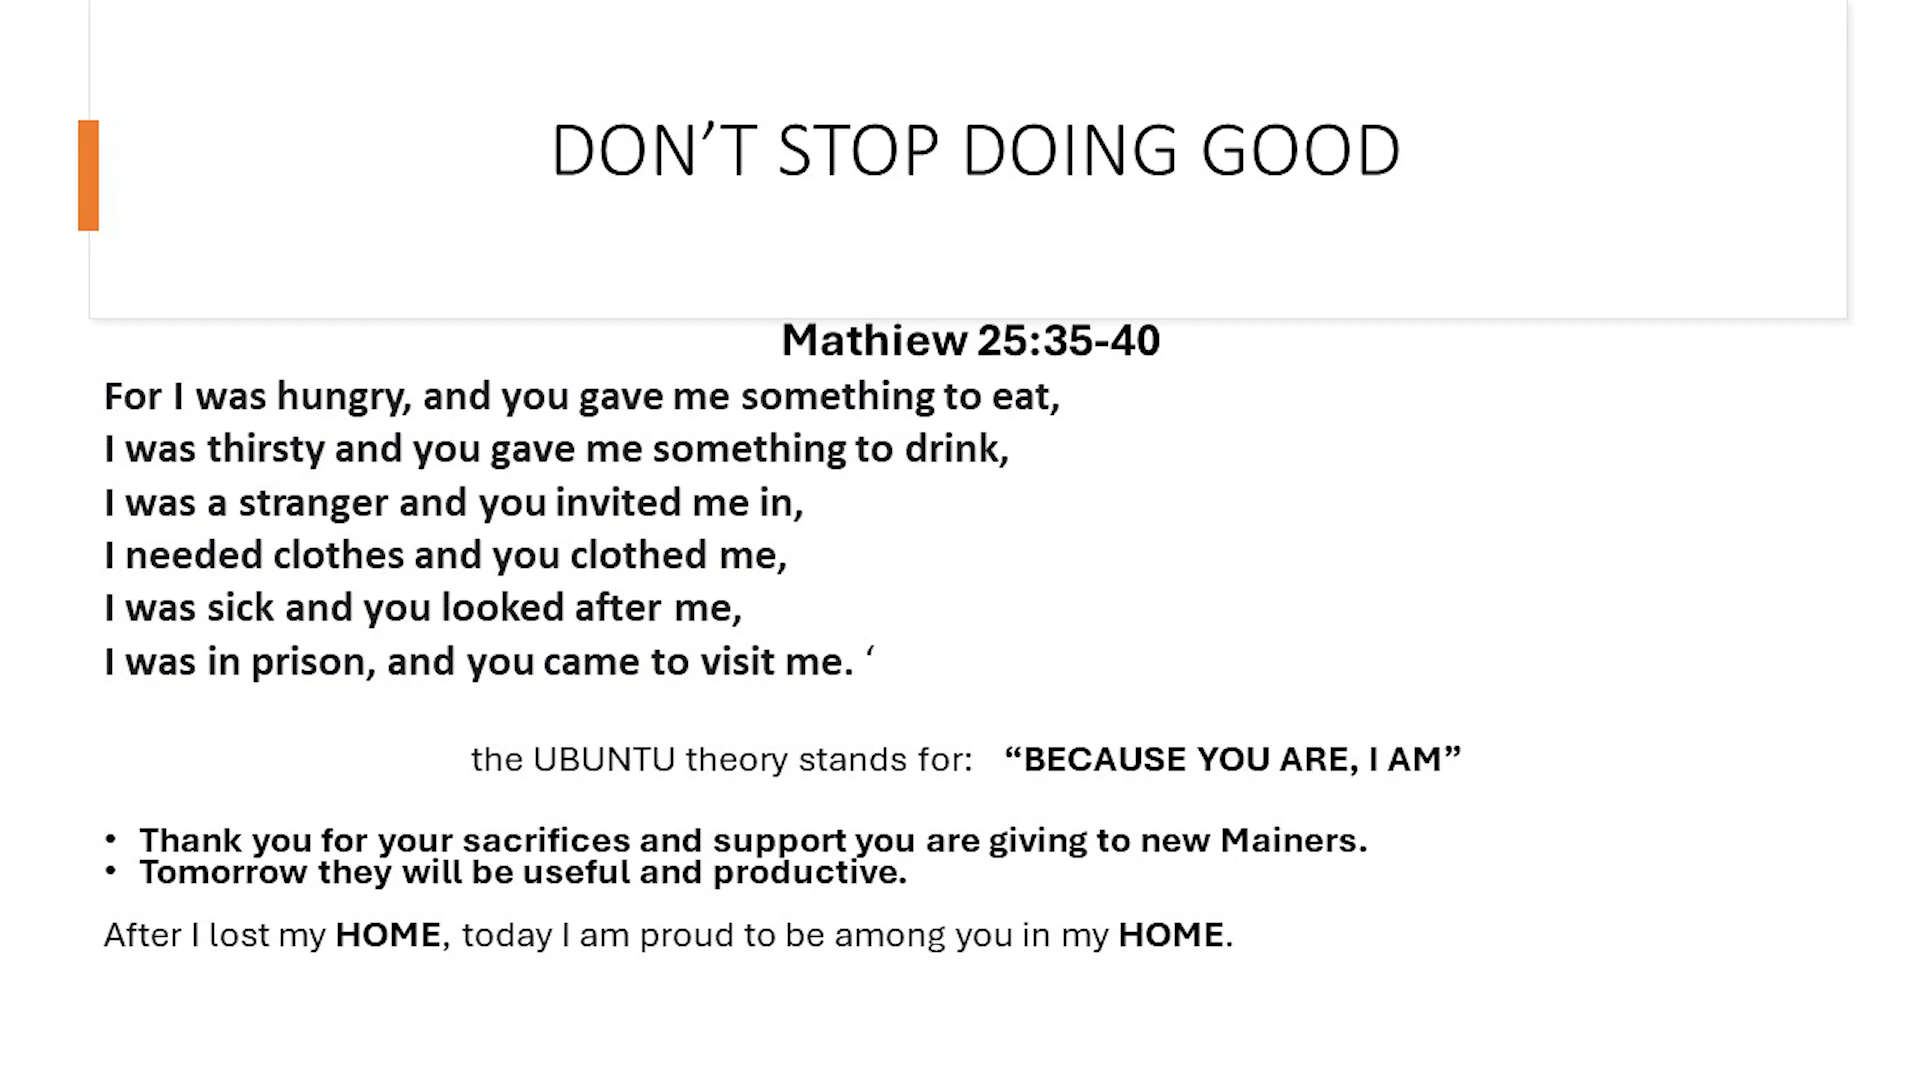 DON’T STOP DOING GOOD
Mathiew 25:35-40
For I was hungry, and you gave me something to eat,
I was thirsty and you gave me something to drink,
I was a stranger and you invited me in,
I needed clothes and you clothed me,
I was sick and you looked after me,
I was in prison, and you came to visit me. ‘
the UBUNTU theory stands for: “BECAUSE YOU ARE, I AM”
• Thank you for your sacrifices and support you are giving to new Mainers.
• Tomorrow they will be useful and productive.
After I lost my HOME, today I am proud to be among you in my HOME.